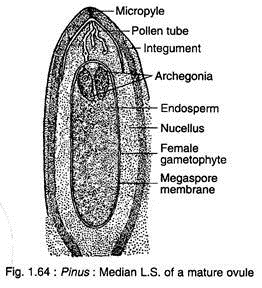 Micropyle
Pollen tube
Integument
Archegonia
Endosperm
Nucellus
Female
gametophyte
Megaspore
membrane
Fig. 1.64 : Pinus : Median L.S. of a mature ovule